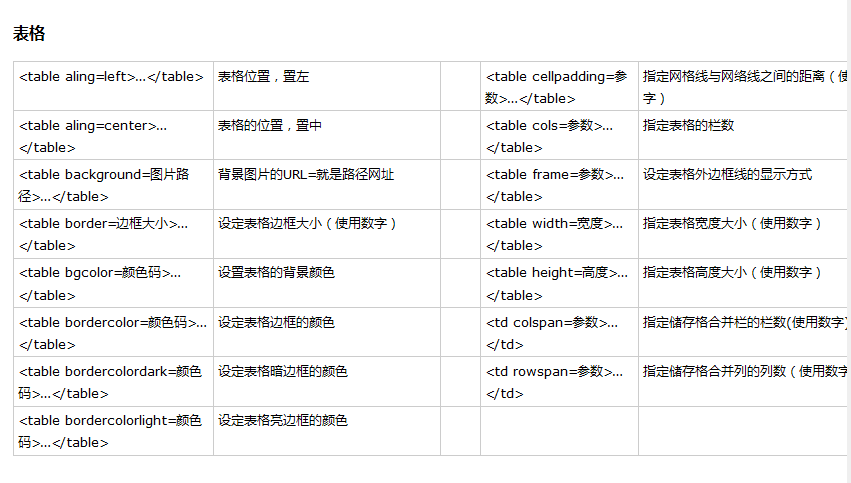 表格
<table aling=left>...</table> 表格位置，置左 <table cellpadding=参
数>...</table> 指定网格线与网络线之间的距离（使
字）
<table aling=center>...
</table> 表格的位置，置中 <table cols=参数>...
</table> 指定表格的栏数
<table background=图片路
径>...</table> 背景图片的URL=就是路径网址 <table frame=参数>...
</table> 设定表格外边框线的显示方式
<table border=边框大小>...
</table> 设定表格边框大小（使用数字） <table width=宽度>...
</table> 指定表格宽度大小（使用数字）
<table bgcolor=颜色码>...
</table> 设置表格的背景颜色 <table height=高度>...
</table> 指定表格高度大小（使用数字）
<table bordercolor=颜色码>...
</table> 设定表格边框的颜色 <td colspan=参数>...
</td> 指定储存格合并栏的栏数(使用数字)
<table bordercolordark=颜色
码>...</table> 设定表格暗边框的颜色 <td rowspan=参数>...
</td> 指定储存格合并列的列数（使用数字
<table bordercolorlight=颜色
码>...</table> 设定表格亮边框的颜色